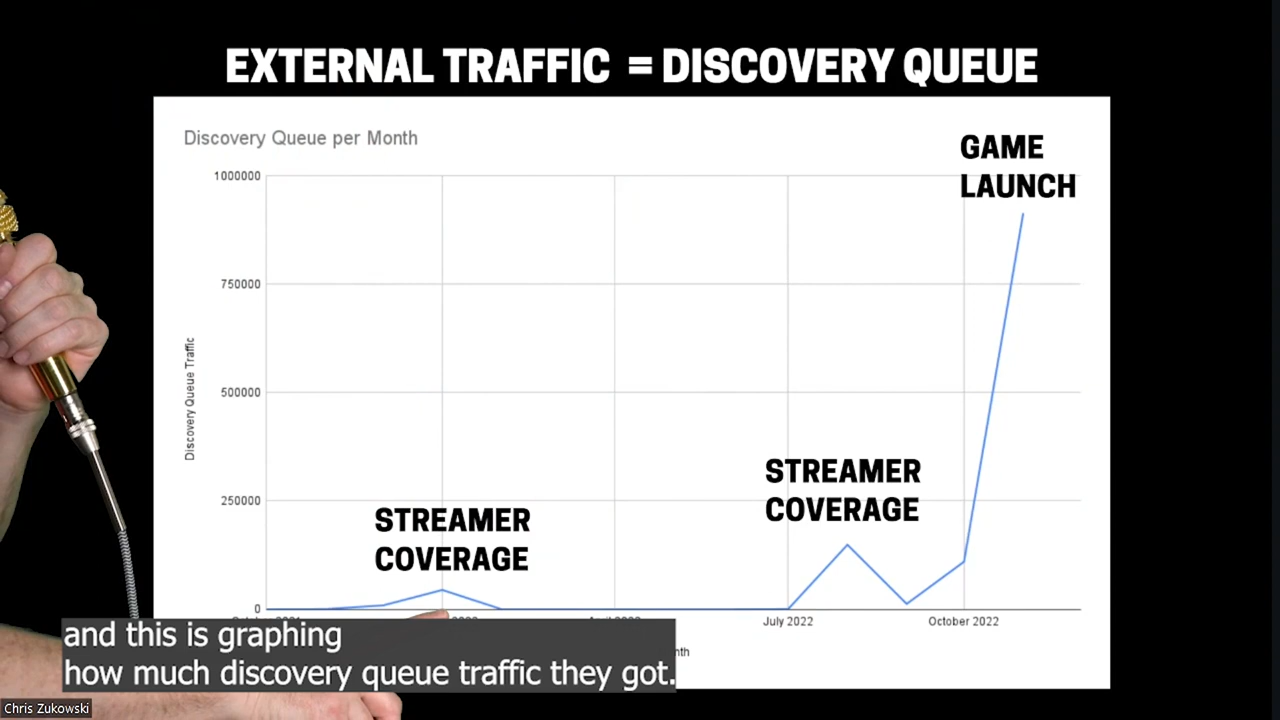 EXTERNAL TRAFFIC = DISCOVERY QUEUE
Discovery Queue per Month
GAME
LAUNCH
1000000
750000
500000
250000
0
Discovery Queue Traffic
STREAMER
COVERAGE
STREAMER
COVERAGE
July 2022
October 2022
and this is graphing
how much discovery queue traffic they got.
Chris Zukowski